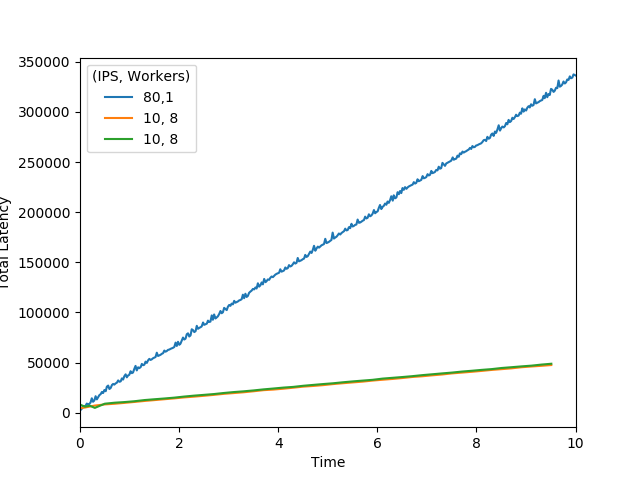 350000
300000
250000
200000
150000
100000
50000
0
Total Latency
(IPS, Workers)
80,1
10, 8
10, 8
0 2 4 6 8 10
Time